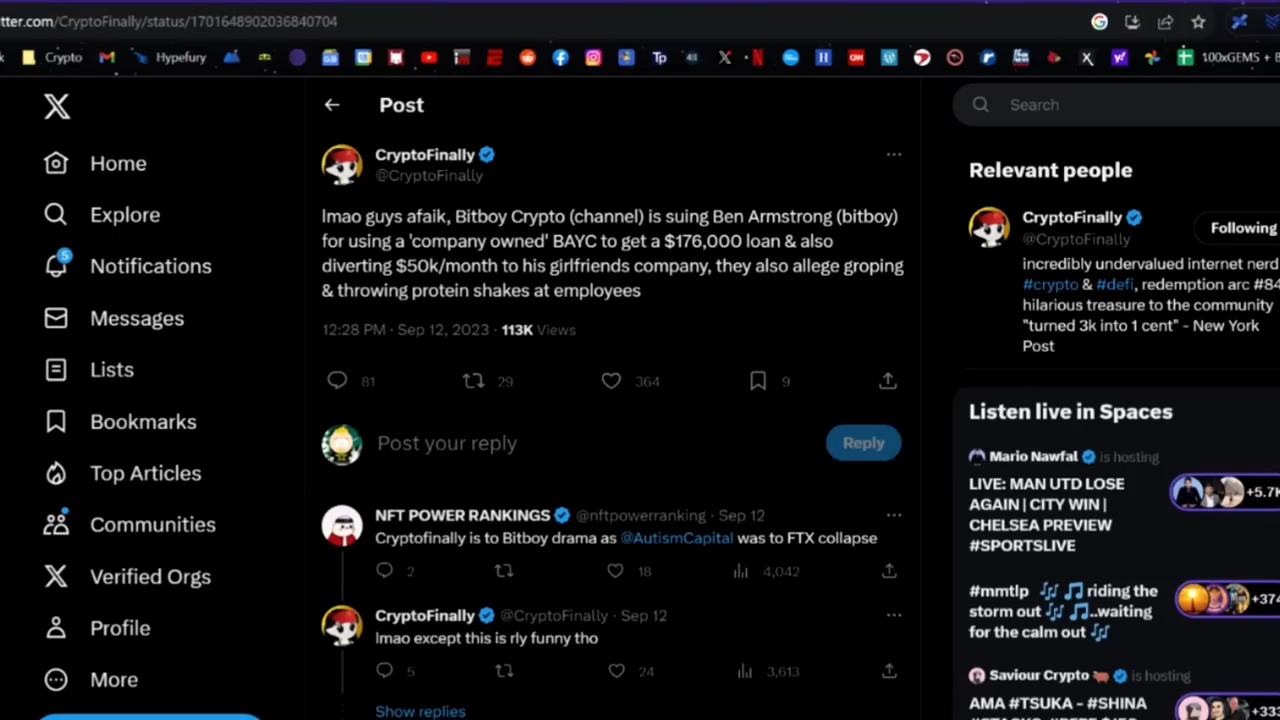 tter.com/CryptoFinally/status/1701648902036840704
Crypto
Hypefury
Tp
CNN
100xGEMS +
Home
Explore
5
Notifications
Messages
Lists
Bookmarks
Top Articles
Communities
Verified Orgs
Profile
More
Post
CryptoFinally
@CryptoFinally
lmao guys afaik, Bitboy Crypto (channel) is suing Ben Armstrong (bitboy)
for using a 'company owned' BAYC to get a $176,000 loan & also
diverting $50k/month to his girlfriends company, they also allege groping
& throwing protein shakes at employees
12:28 PM · Sep 12, 2023 · 113K Views
81 29 364 9
Post your reply
Reply
NFT POWER RANKINGS @nftpowerranking · Sep 12
Cryptofinally is to Bitboy drama as @AutismCapital was to FTX collapse
2 18 4,042
CryptoFinally @CryptoFinally · Sep 12
lmao except this is rly funny tho
5 24 3,613
Show replies
Search
Relevant people
CryptoFinally
@CryptoFinally
Following
incredibly undervalued internet nerd
#crypto & #defi, redemption arc #84
hilarious treasure to the community
"turned 3k into 1 cent" - New York
Post
Listen live in Spaces
Mario Nawfal is hosting
LIVE: MAN UTD LOSE
AGAIN | CITY WIN |
CHELSEA PREVIEW
#SPORTSLIVE
+5.7K
#mmtlp 🎶 🎵 riding the
storm out 🎶 🎵..waiting
for the calm out 🎶
+374
Saviour Crypto is hosting
AMA #TSUKA - #SHINA
+333